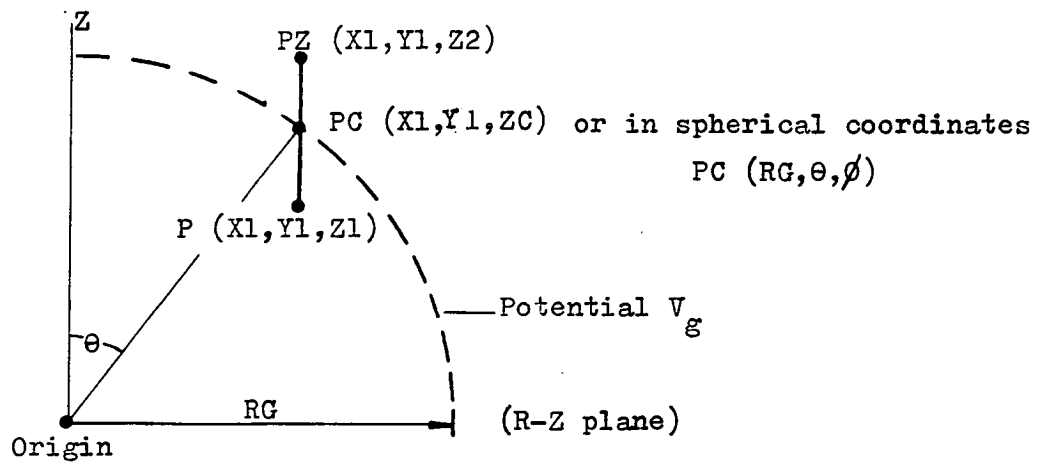 Z
PZ (X1,Y1,Z2)
PC (X1,Y1,ZC) or in spherical coordinates
PC (RG,θ,ϕ)
P (X1,Y1,Z1)
Potential V_g
θ
RG
(R-Z plane)
Origin